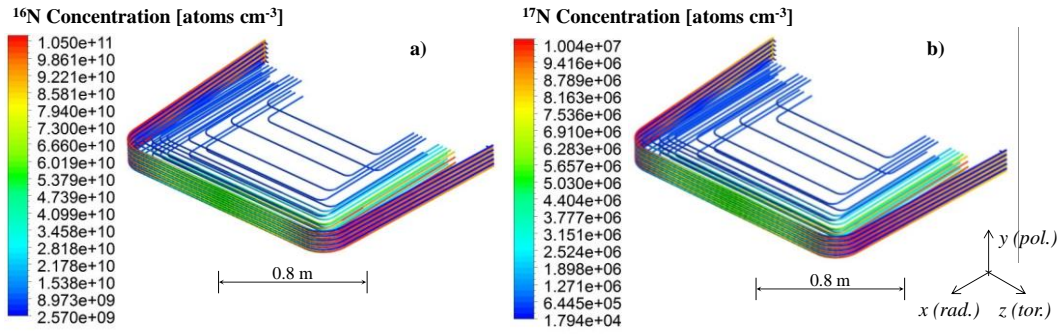 ¹⁶N Concentration [atoms cm⁻³]
1.050e+11
9.861e+10
9.221e+10
8.581e+10
7.940e+10
7.300e+10
6.660e+10
6.019e+10
5.379e+10
4.739e+10
4.099e+10
3.458e+10
2.818e+10
2.178e+10
1.538e+10
8.973e+09
2.570e+09
a)
0.8 m
¹⁷N Concentration [atoms cm⁻³]
1.004e+07
9.416e+06
8.789e+06
8.163e+06
7.536e+06
6.910e+06
6.283e+06
5.657e+06
5.030e+06
4.404e+06
3.777e+06
3.151e+06
2.524e+06
1.898e+06
1.271e+06
6.445e+05
1.794e+04
b)
0.8 m
y (pol.)
x (rad.)
z (tor.)